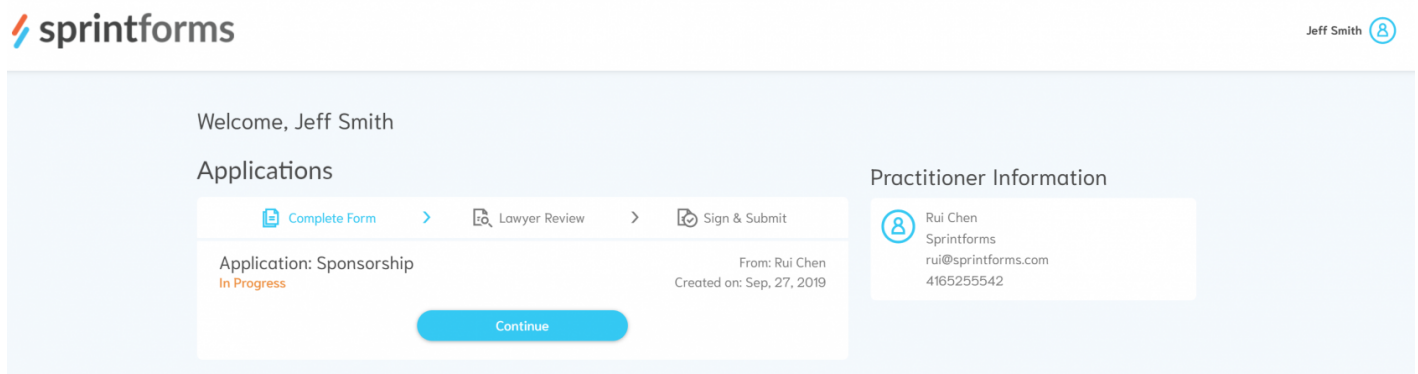 sprintforms
Jeff Smith
Welcome, Jeff Smith
Applications
Complete Form > Lawyer Review > Sign & Submit
Application: Sponsorship
In Progress
From: Rui Chen
Created on: Sep, 27, 2019
Continue
Practitioner Information
Rui Chen
Sprintforms
rui@sprintforms.com
4165255542